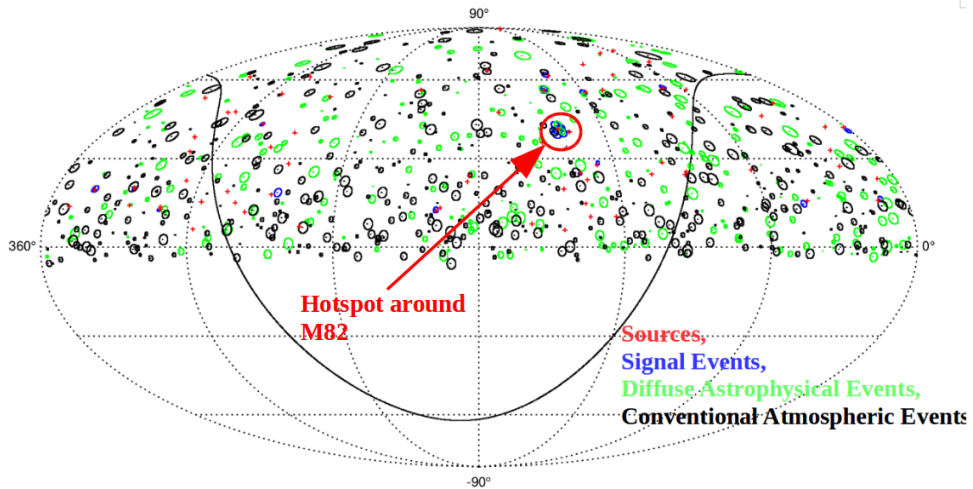 90°
360°
0°
Hotspot around
M82
Sources,
Signal Events,
Diffuse Astrophysical Events,
Conventional Atmospheric Events
-90°